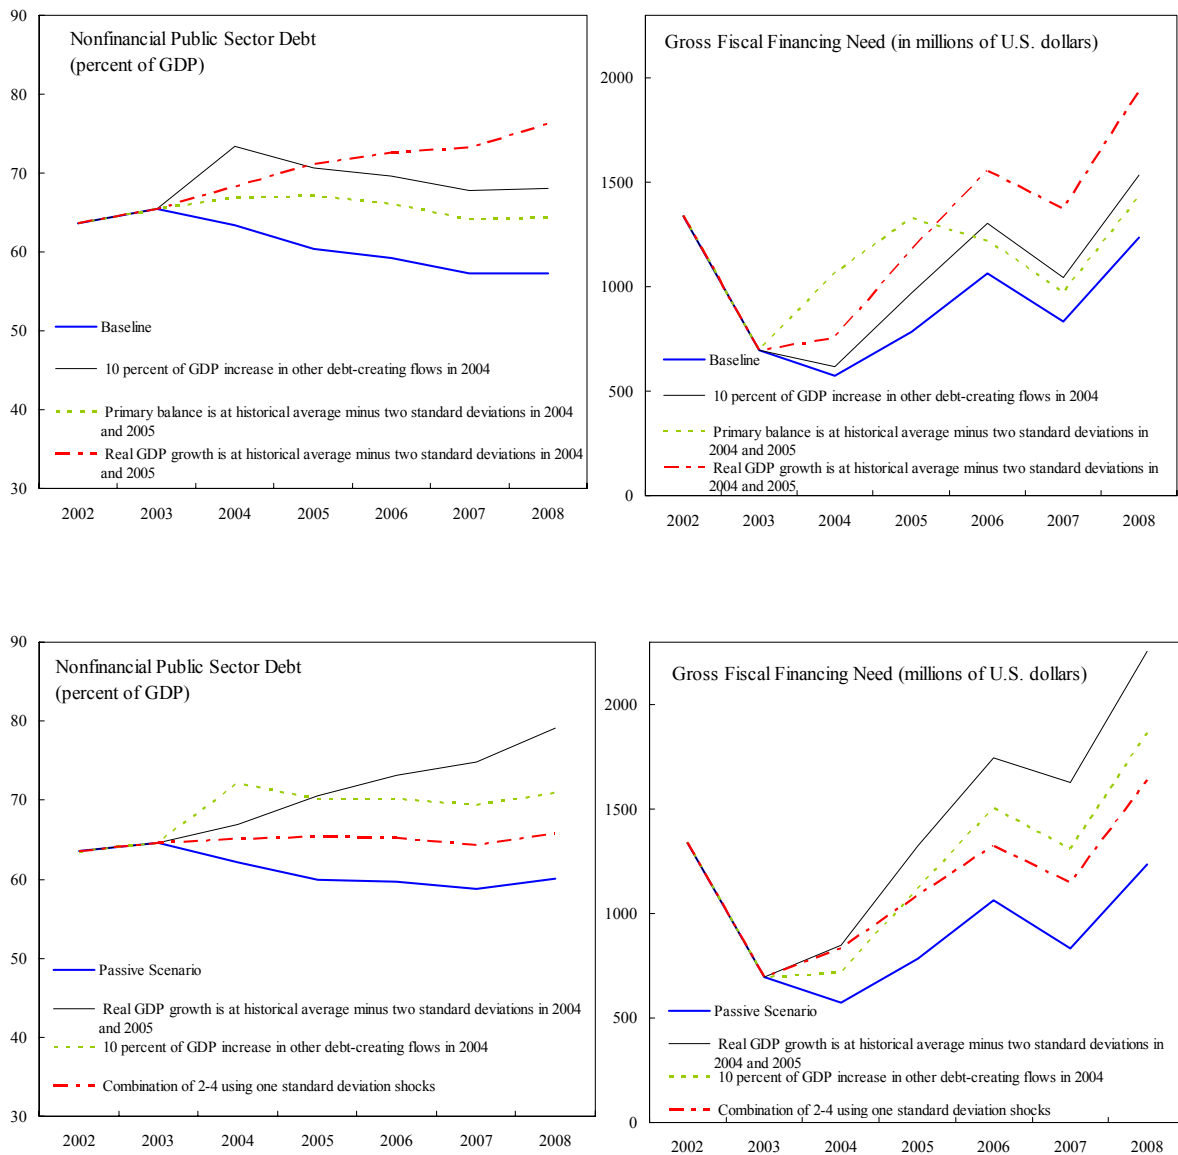 Nonfinancial Public Sector Debt
(percent of GDP)
90
80
70
60
50
40
30
Baseline
10 percent of GDP increase in other debt-creating flows in 2004
Primary balance is at historical average minus two standard deviations in 2004
and 2005
Real GDP growth is at historical average minus two standard deviations in 2004
and 2005
2002 2003 2004 2005 2006 2007 2008
Gross Fiscal Financing Need (in millions of U.S. dollars)
2000
1500
1000
500
0
Baseline
10 percent of GDP increase in other debt-creating flows in 2004
Primary balance is at historical average minus two standard deviations in
2004 and 2005
Real GDP growth is at historical average minus two standard deviations in
2004 and 2005
2002 2003 2004 2005 2006 2007 2008
Nonfinancial Public Sector Debt
(percent of GDP)
90
80
70
60
50
40
30
Passive Scenario
Real GDP growth is at historical average minus two standard deviations in 2004
and 2005
10 percent of GDP increase in other debt-creating flows in 2004
Combination of 2-4 using one standard deviation shocks
2002 2003 2004 2005 2006 2007 2008
Gross Fiscal Financing Need (millions of U.S. dollars)
2000
1500
1000
500
0
Passive Scenario
Real GDP growth is at historical average minus two standard deviations in
2004 and 2005
10 percent of GDP increase in other debt-creating flows in 2004
Combination of 2-4 using one standard deviation shocks
2002 2003 2004 2005 2006 2007 2008